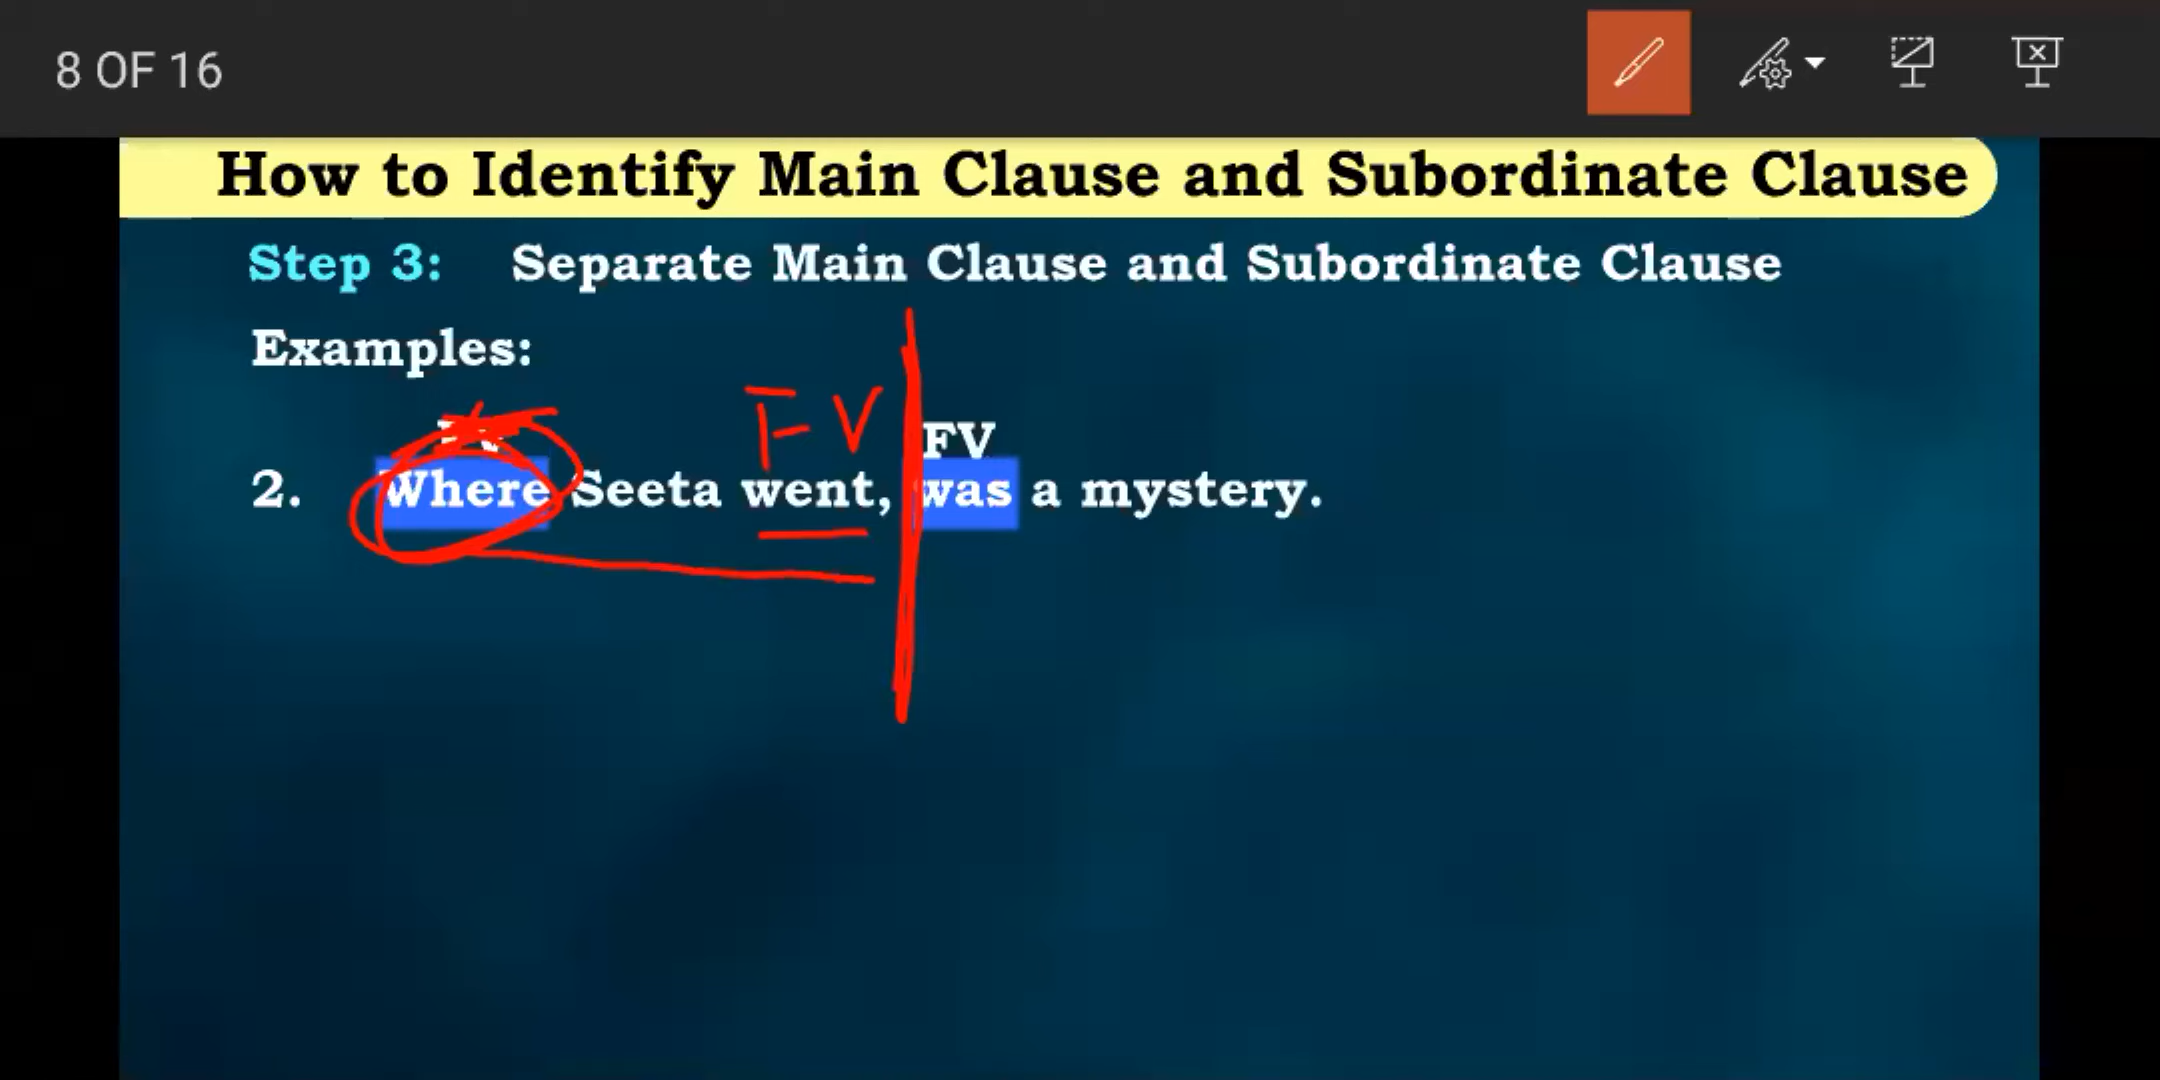 8 OF 16
How to Identify Main Clause and Subordinate Clause
Step 3: Separate Main Clause and Subordinate Clause
Examples:
FV FV
2. Where Seeta went, was a mystery.